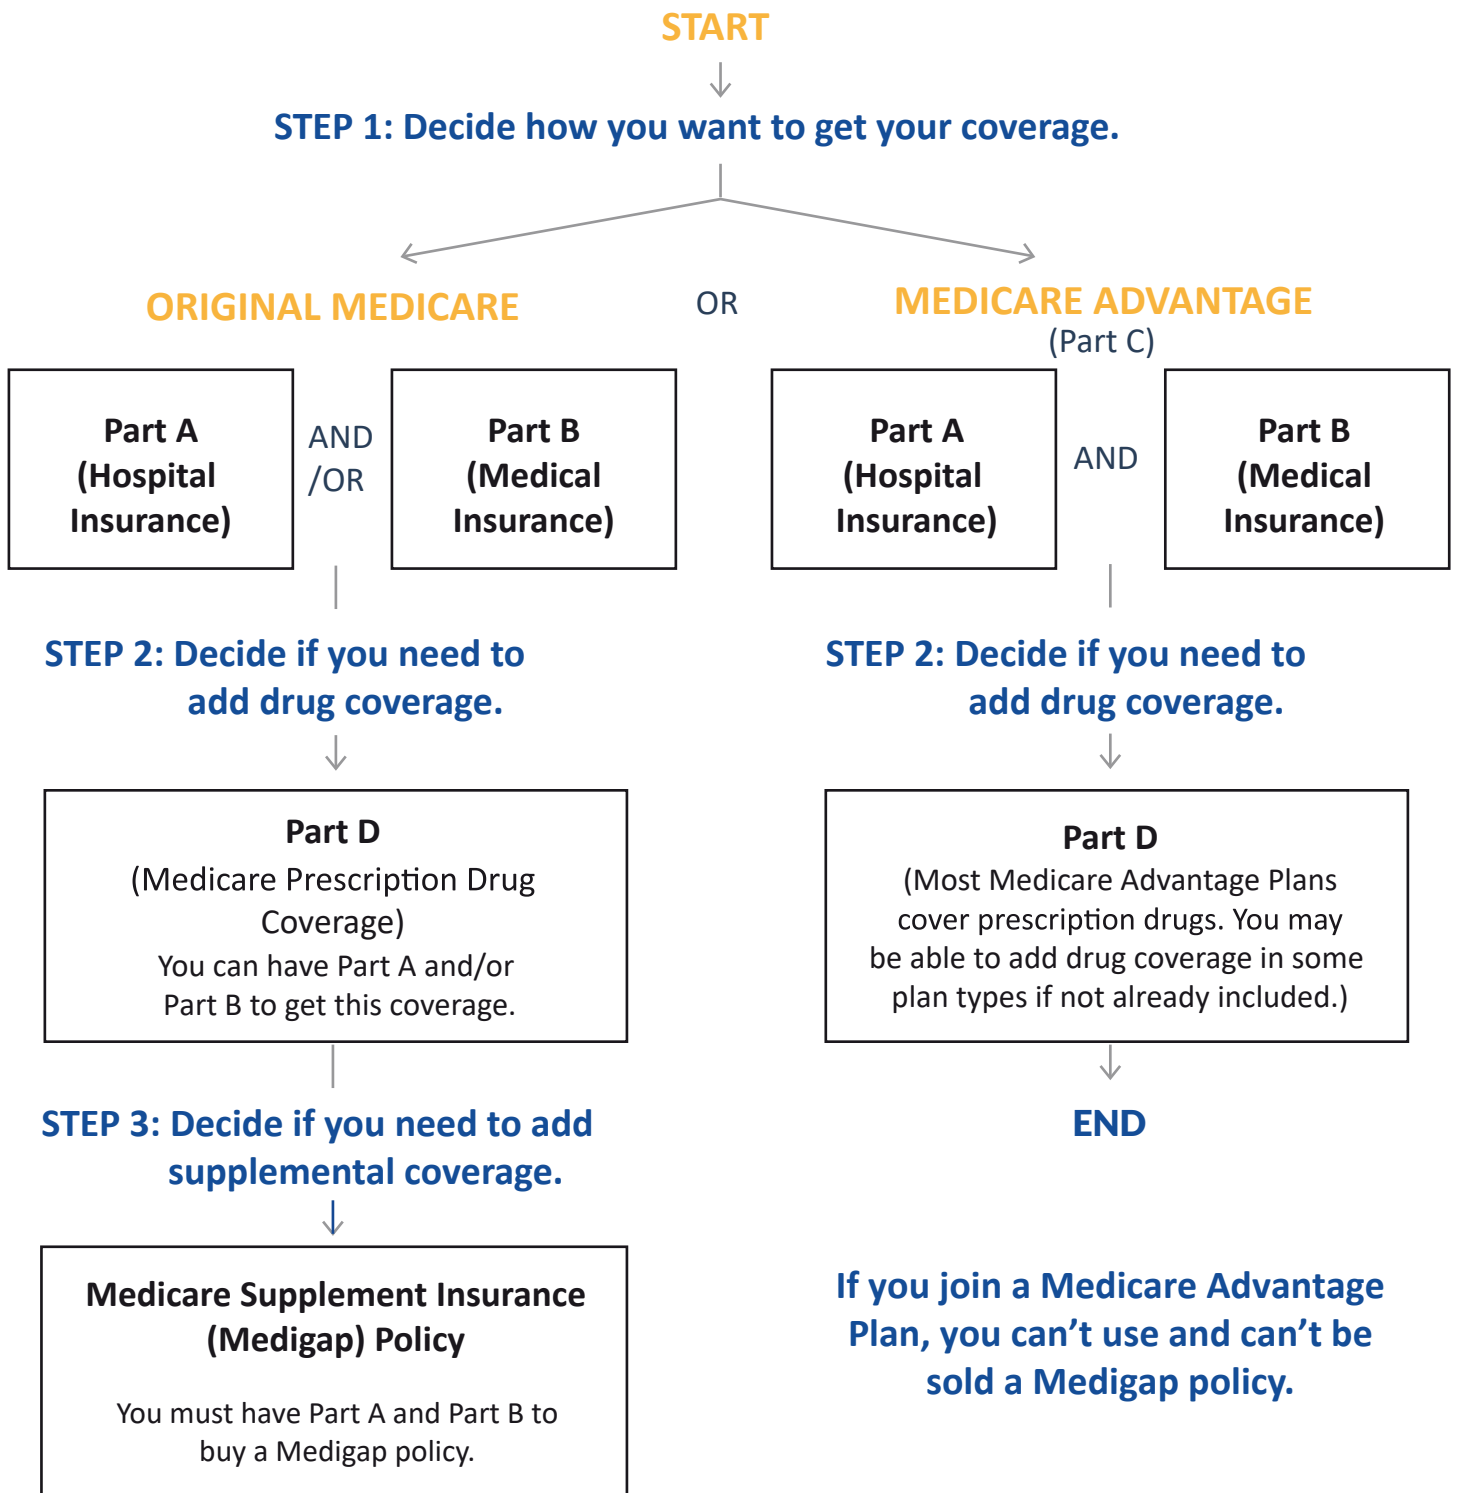 START
STEP 1: Decide how you want to get your coverage.
ORIGINAL MEDICARE
OR
MEDICARE ADVANTAGE
(Part C)
Part A
(Hospital
Insurance)
AND
/OR
Part B
(Medical
Insurance)
Part A
(Hospital
Insurance)
AND
Part B
(Medical
Insurance)
STEP 2: Decide if you need to
add drug coverage.
Part D
(Medicare Prescription Drug
Coverage)
You can have Part A and/or
Part B to get this coverage.
STEP 3: Decide if you need to add
supplemental coverage.
Medicare Supplement Insurance
(Medigap) Policy
You must have Part A and Part B to
buy a Medigap policy.
STEP 2: Decide if you need to
add drug coverage.
Part D
(Most Medicare Advantage Plans
cover prescription drugs. You may
be able to add drug coverage in some
plan types if not already included.)
END
If you join a Medicare Advantage
Plan, you can’t use and can’t be
sold a Medigap policy.